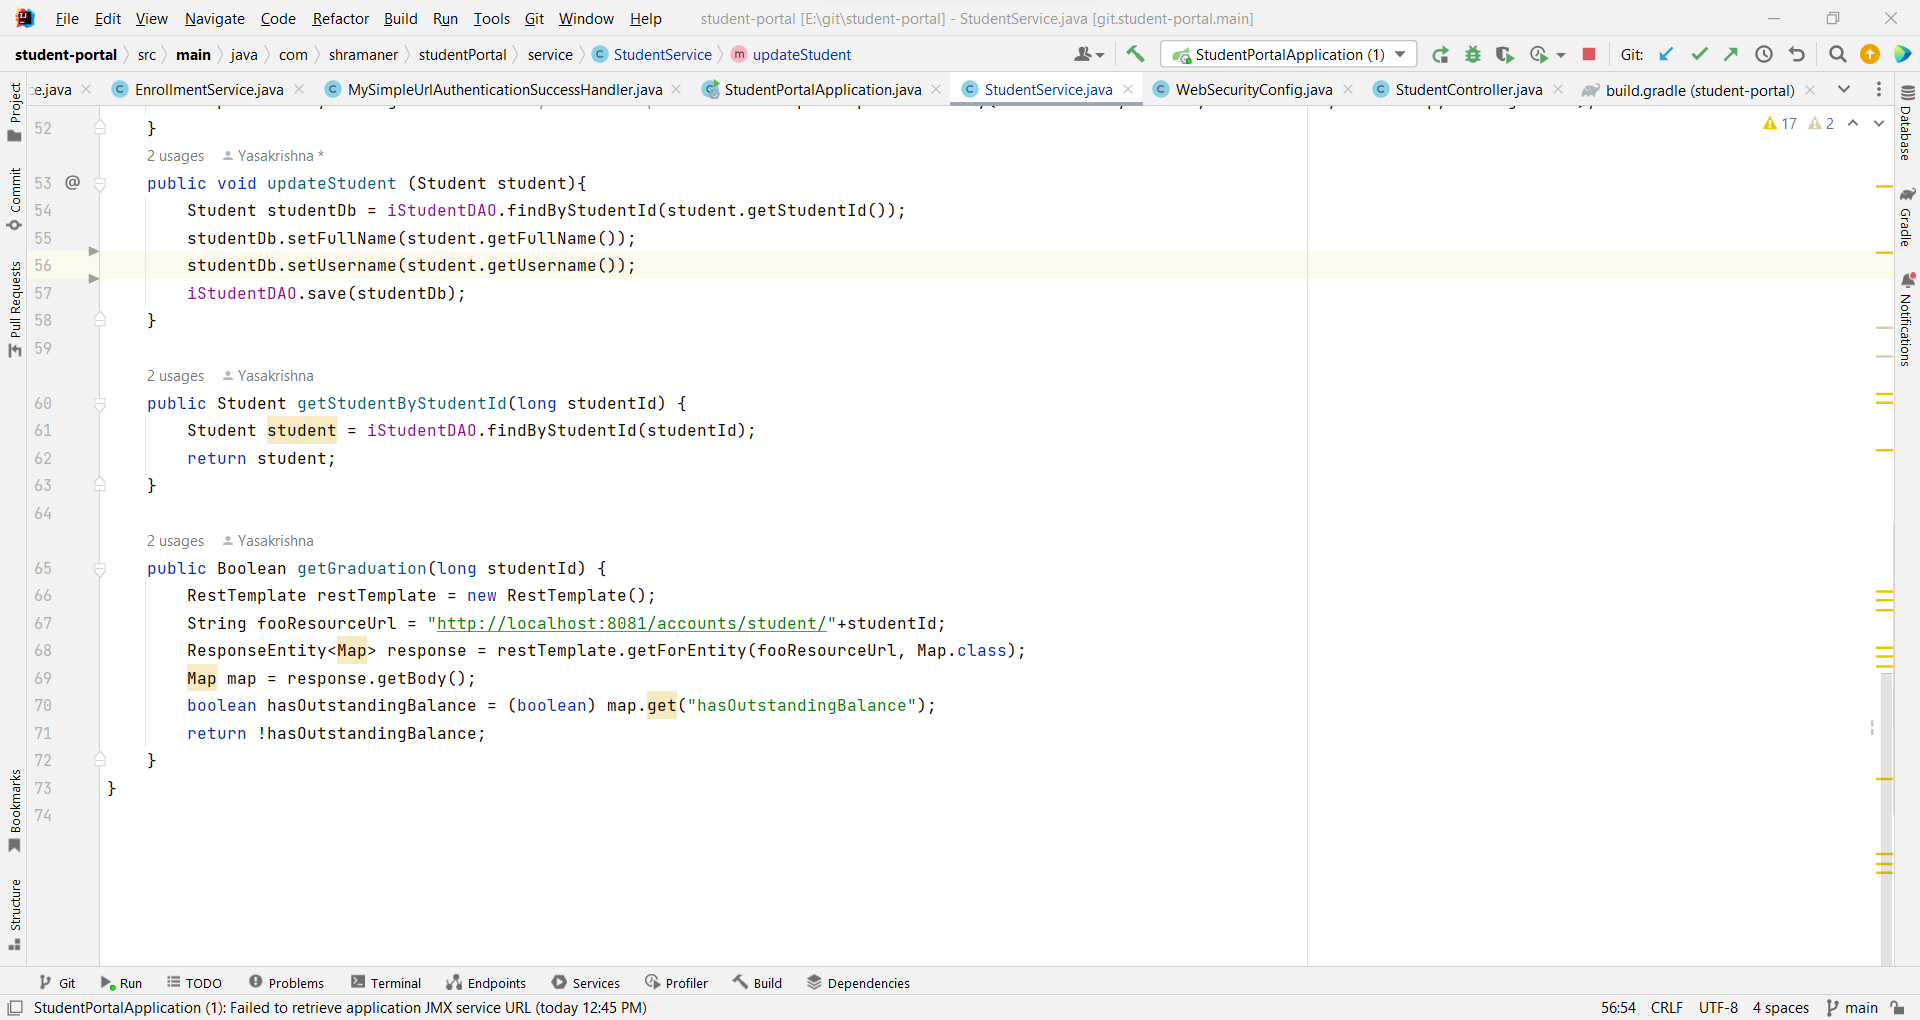 File Edit View Navigate Code Refactor Build Run Tools Git Window Help student-portal [E:\git\student-portal] - StudentService.java [git.student-portal.main]
student-portal src main java com shramaner studentPortal service StudentService updateStudent StudentPortalApplication (1) Git:
ce.java EnrollmentService.java MySimpleUrlAuthenticationSuccessHandler.java StudentPortalApplication.java StudentService.java WebSecurityConfig.java StudentController.java build.gradle (student-portal)
17 2
52 }
2 usages Yasakrishna *
53 @ public void updateStudent (Student student){
54 Student studentDb = iStudentDAO.findByStudentId(student.getStudentId());
55 studentDb.setFullName(student.getFullName());
56 studentDb.setUsername(student.getUsername());
57 iStudentDAO.save(studentDb);
58 }
59
2 usages Yasakrishna
60 public Student getStudentByStudentId(long studentId) {
61 Student student = iStudentDAO.findByStudentId(studentId);
62 return student;
63 }
64
2 usages Yasakrishna
65 public Boolean getGraduation(long studentId) {
66 RestTemplate restTemplate = new RestTemplate();
67 String fooResourceUrl = "http://localhost:8081/accounts/student/"+studentId;
68 ResponseEntity<Map> response = restTemplate.getForEntity(fooResourceUrl, Map.class);
69 Map map = response.getBody();
70 boolean hasOutstandingBalance = (boolean) map.get("hasOutstandingBalance");
71 return !hasOutstandingBalance;
72 }
73 }
74
Project
Commit
Pull Requests
Bookmarks
Structure
Database
Gradle
Notifications
Git Run TODO Problems Terminal Endpoints Services Profiler Build Dependencies
StudentPortalApplication (1): Failed to retrieve application JMX service URL (today 12:45 PM) 56:54 CRLF UTF-8 4 spaces main